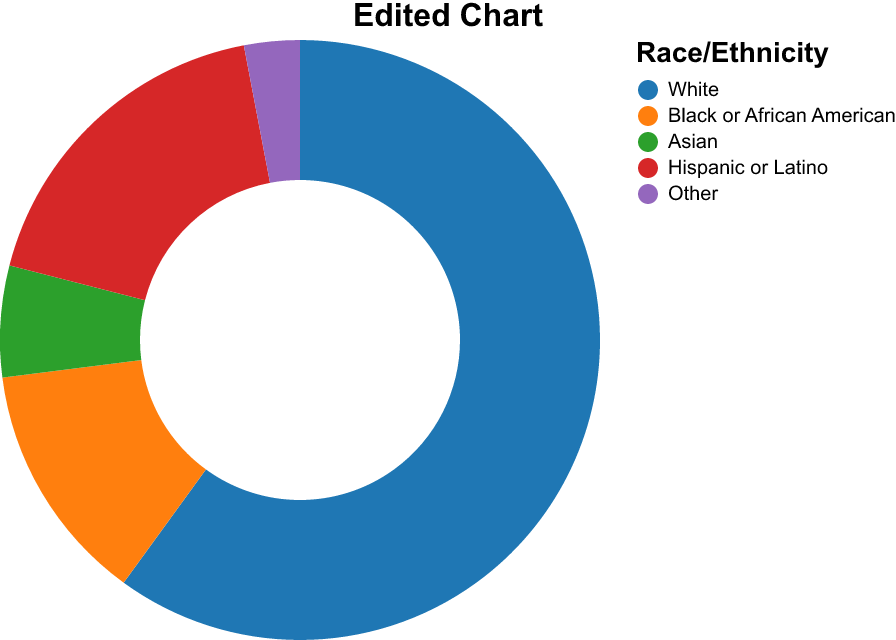 Edited Chart
Race/Ethnicity
White
Black or African American
Asian
Hispanic or Latino
Other